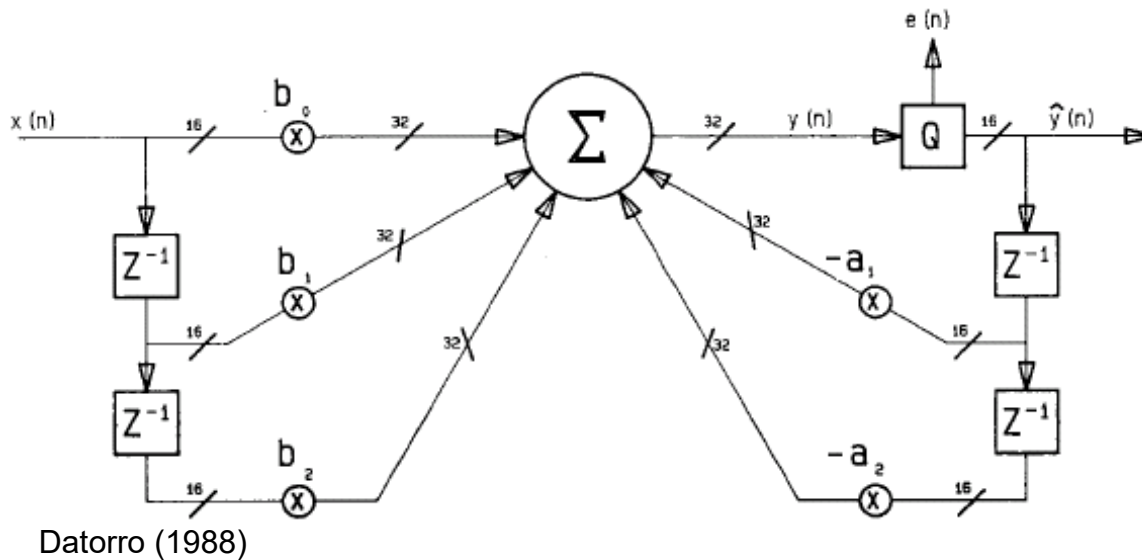 e (n)
b₀
x (n)
16
X
32
Σ
32
y (n)
Q
16
ŷ (n)
Z⁻¹
b₁
32
32
-a₁
Z⁻¹
X
X
16
16
32
32
Z⁻¹
b₂
-a₂
Z⁻¹
16
X
X
16
Datorro (1988)